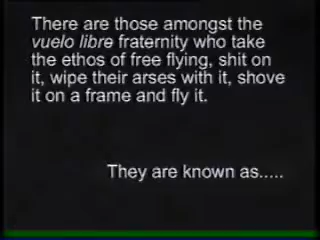 There are those amongst the
vuelo libre fraternity who take
the ethos of free flying, shit on
it, wipe their arses with it, shove
it on a frame and fly it.
They are known as.....